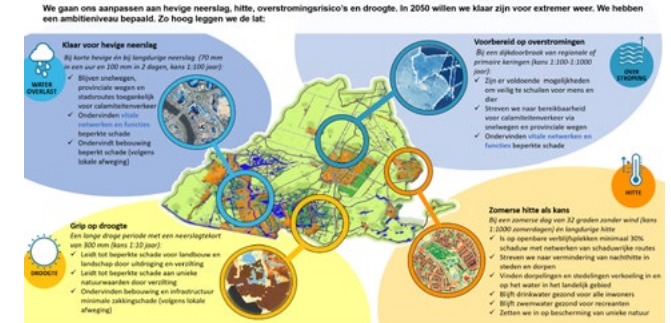 We gaan ons aanpassen aan hevige neerslag, hitte, overstromingsrisico's en droogte. In 2050 willen we klaar zijn voor extremer weer. We hebben
een ambitieniveau bepaald. Zo hoog leggen we de lat:
Klaar voor hevige neerslag
Bij korte hevige én bij langdurige neerslag (70 mm
in een uur en 100 mm in 2 dagen, kans 1:100 jaar):
✓ Blijven snelwegen,
provinciale wegen en
stadsroutes toegankelijk
voor calamiteitenverkeer
✓ Ondervinden vitale
netwerken en functies
beperkte schade
✓ Ondervindt bebouwing
beperkt schade (volgens
lokale afweging)
WATER
OVERLAST
Voorbereid op overstromingen
Bij een dijkdoorbraak van regionale of
primaire keringen (kans 1:100-1:1000
jaar):
✓ Zijn er voldoende mogelijkheden
om veilig te schuilen voor mens en
dier
✓ Streven we naar bereikbaarheid
voor calamiteitenverkeer via
snelwegen en provinciale wegen
✓ Ondervinden vitale netwerken en
functies beperkte schade
OVER
STROMING
Grip op droogte
Een lange droge periode met een neerslagtekort
van 300 mm (kans 1:10 jaar):
✓ Leidt tot beperkte schade voor landbouw en
landschap door uitdroging en verzilting
✓ Leidt tot beperkte schade aan unieke
natuurwaarden door verzilting
✓ Ondervinden bebouwing en infrastructuur
minimale zakkingschade (volgens lokale
afweging)
DROOGTE
Zomerse hitte als kans
Bij een zomerse dag van 32 graden zonder wind (kans
1:1000 zomerdagen) én langdurige hitte
✓ Is op openbare verblijfsplekken minimaal 30%
schaduw met netwerken van schaduwrijke routes
✓ Streven we naar vermindering van nachthitte in
steden en dorpen
✓ Vinden dorpelingen en stedelingen verkoeling in en
op het water in het landelijk gebied
✓ Blijft drinkwater gezond voor alle inwoners
✓ Blijft zwemwater gezond voor recreanten
✓ Zetten we in op bescherming van unieke natuur
HITTE